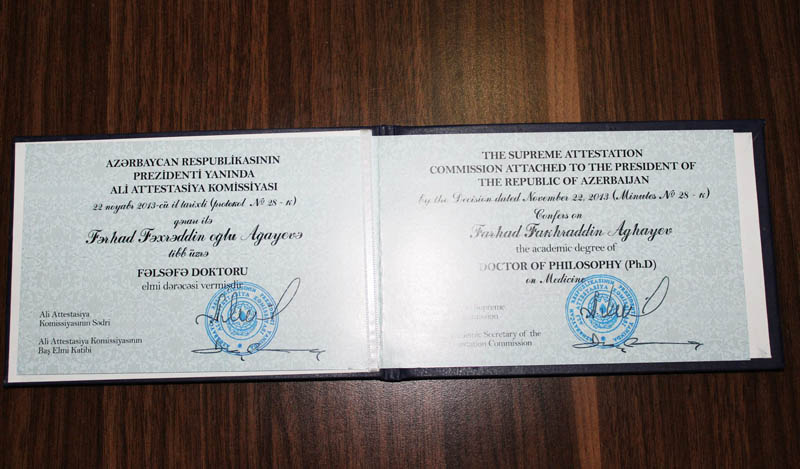 AZƏRBAYCAN RESPUBLİKASININ
PREZİDENTİ YANINDA
ALİ ATTESTASİYA KOMİSSİYASI
22 noyabr 2013-cü il tarixli (protokol № 28 - K)
qərarı ilə
Fərhad Fəxrəddin oğlu Ağayevə
tibb üzrə
FƏLSƏFƏ DOKTORU
elmi dərəcəsi vermişdir
Ali Attestasiya
Komissiyasının Sədri
Ali Attestasiya Komissiyasının
Baş Elmi Katibi
THE SUPREME ATTESTATION
COMMISSION ATTACHED TO THE PRESIDENT OF
THE REPUBLIC OF AZERBAIJAN
by the Decision dated November 22, 2013 (Minutes № 28 - K)
Confers on
Farhad Fakhraddin Aghayev
the academic degree of
DOCTOR OF PHILOSOPHY (Ph.D)
on Medicine
Supreme
Secretary of the
Commission